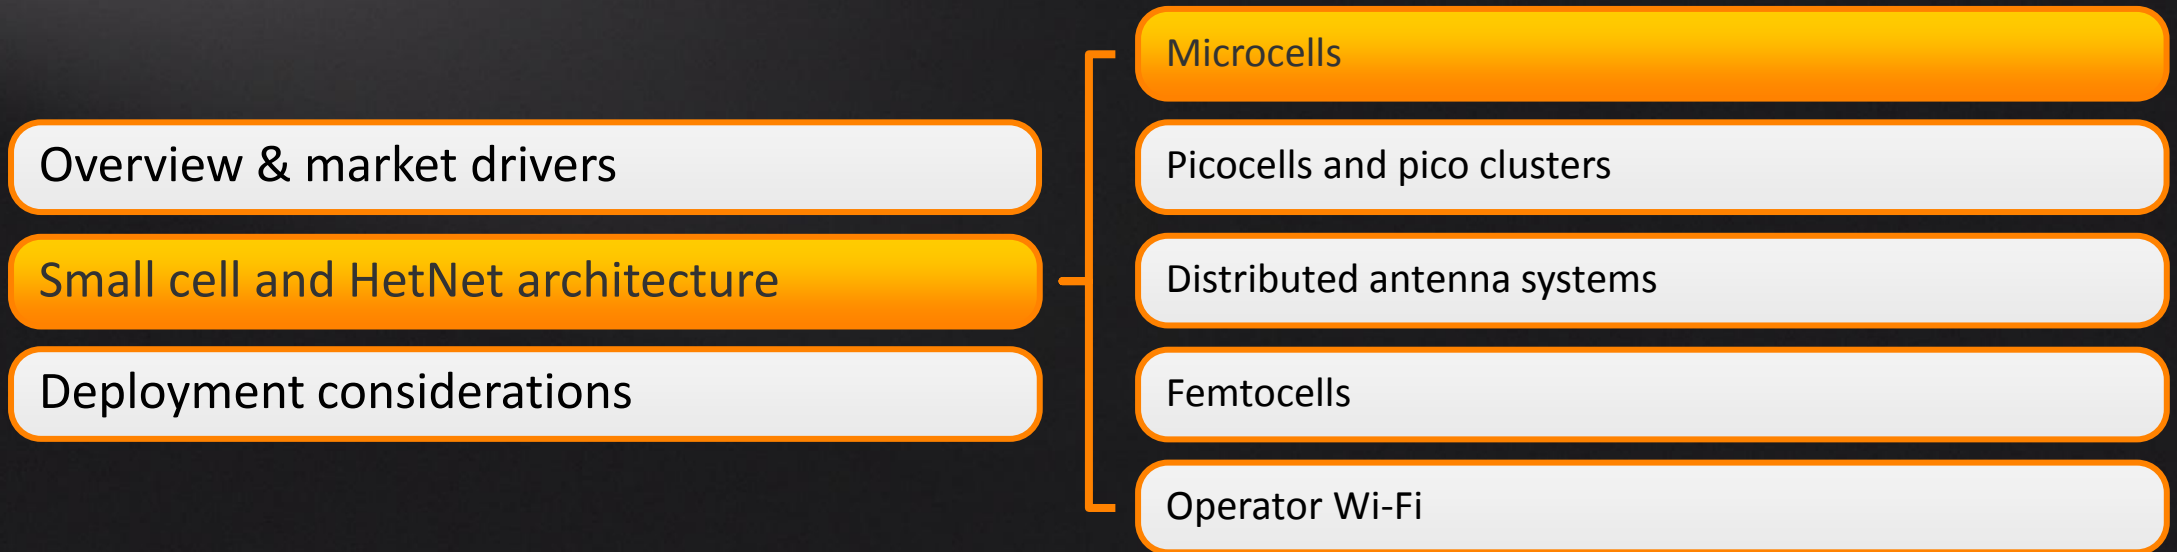 Overview & market drivers
Small cell and HetNet architecture
Deployment considerations
Microcells
Picocells and pico clusters
Distributed antenna systems
Femtocells
Operator Wi-Fi